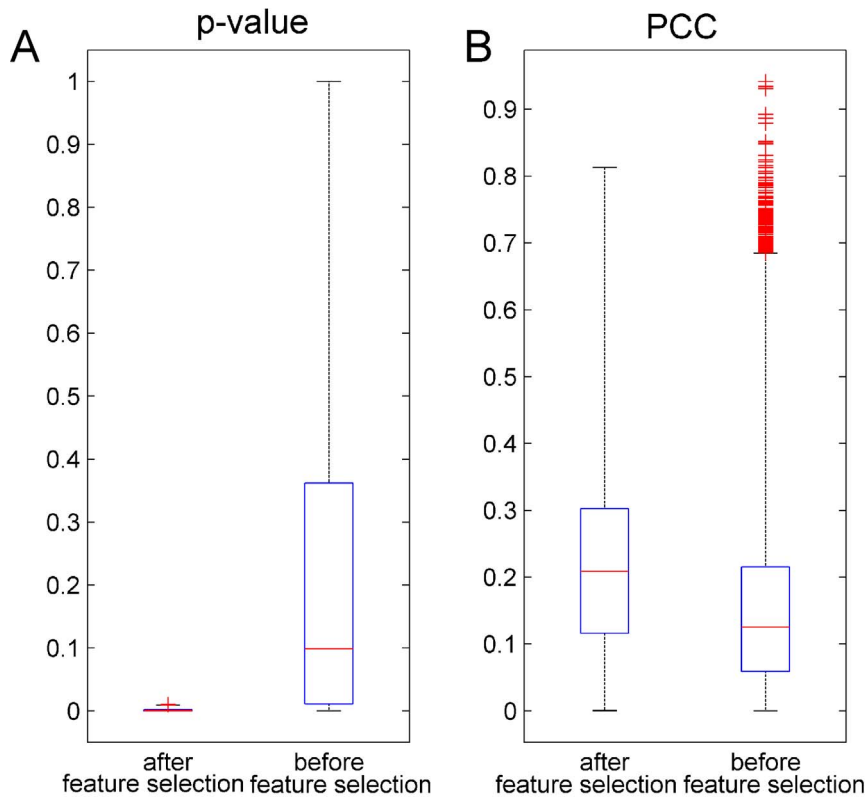 A
p-value
1
0.9
0.8
0.7
0.6
0.5
0.4
0.3
0.2
0.1
0
after
feature selection
before
feature selection
B
PCC
0.9
0.8
0.7
0.6
0.5
0.4
0.3
0.2
0.1
0
after
feature selection
before
feature selection